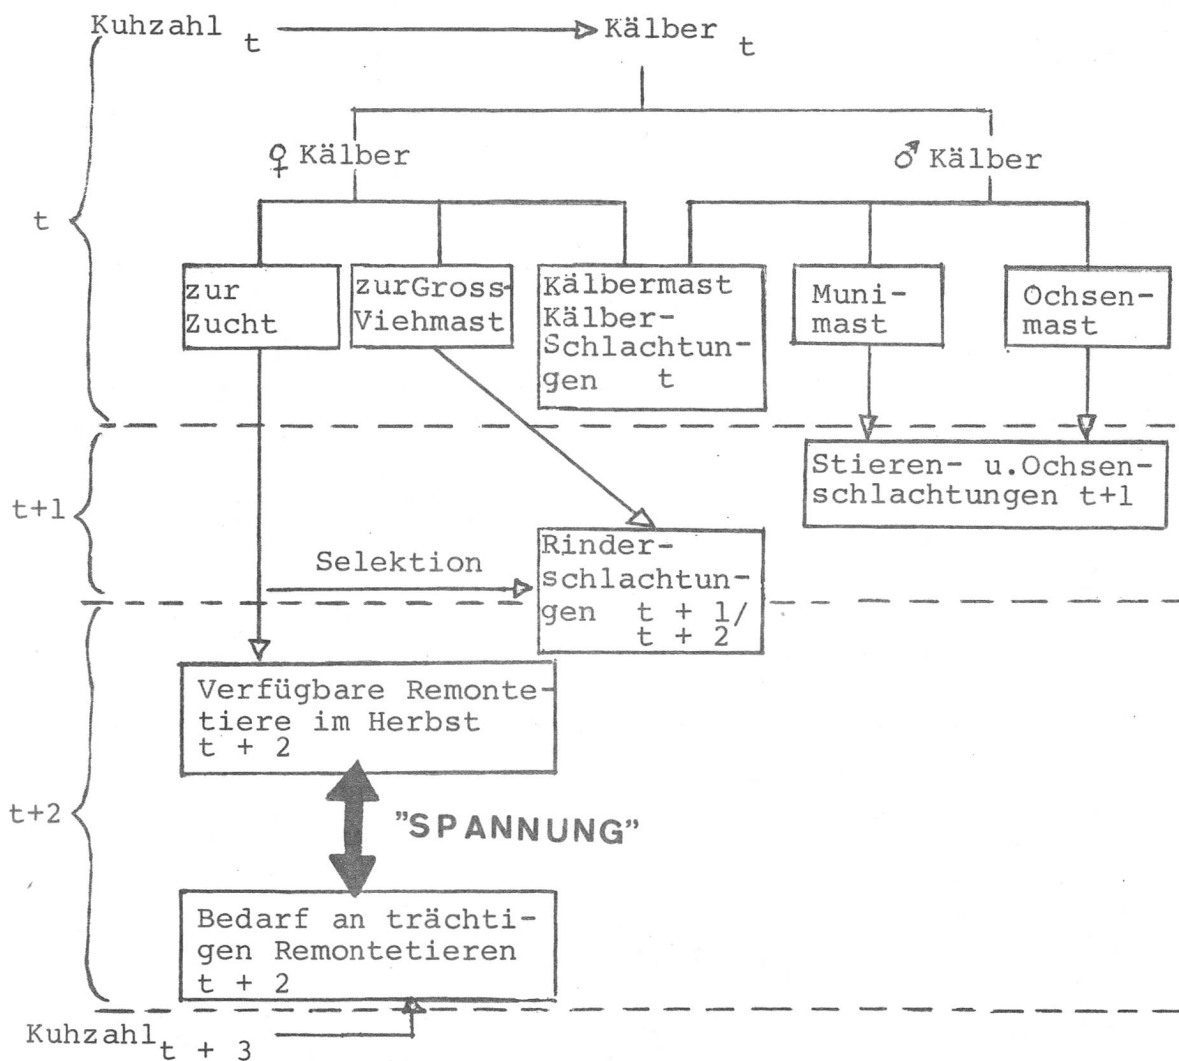 Kuhzahl t Kälber t
♀ Kälber ♂ Kälber
t
zur
Zucht
zurGross-
Viehmast
Kälbermast
Kälber-
Schlachtun-
gen t
Muni-
mast
Ochsen-
mast
t+1
Stieren- u.Ochsen-
schlachtungen t+1
Selektion
Rinder-
schlachtun-
gen t + 1/
t + 2
t+2
Verfügbare Remonte-
tiere im Herbst
t + 2
"SPANNUNG"
Bedarf an trächti-
gen Remontetieren
t + 2
Kuhzahl t + 3